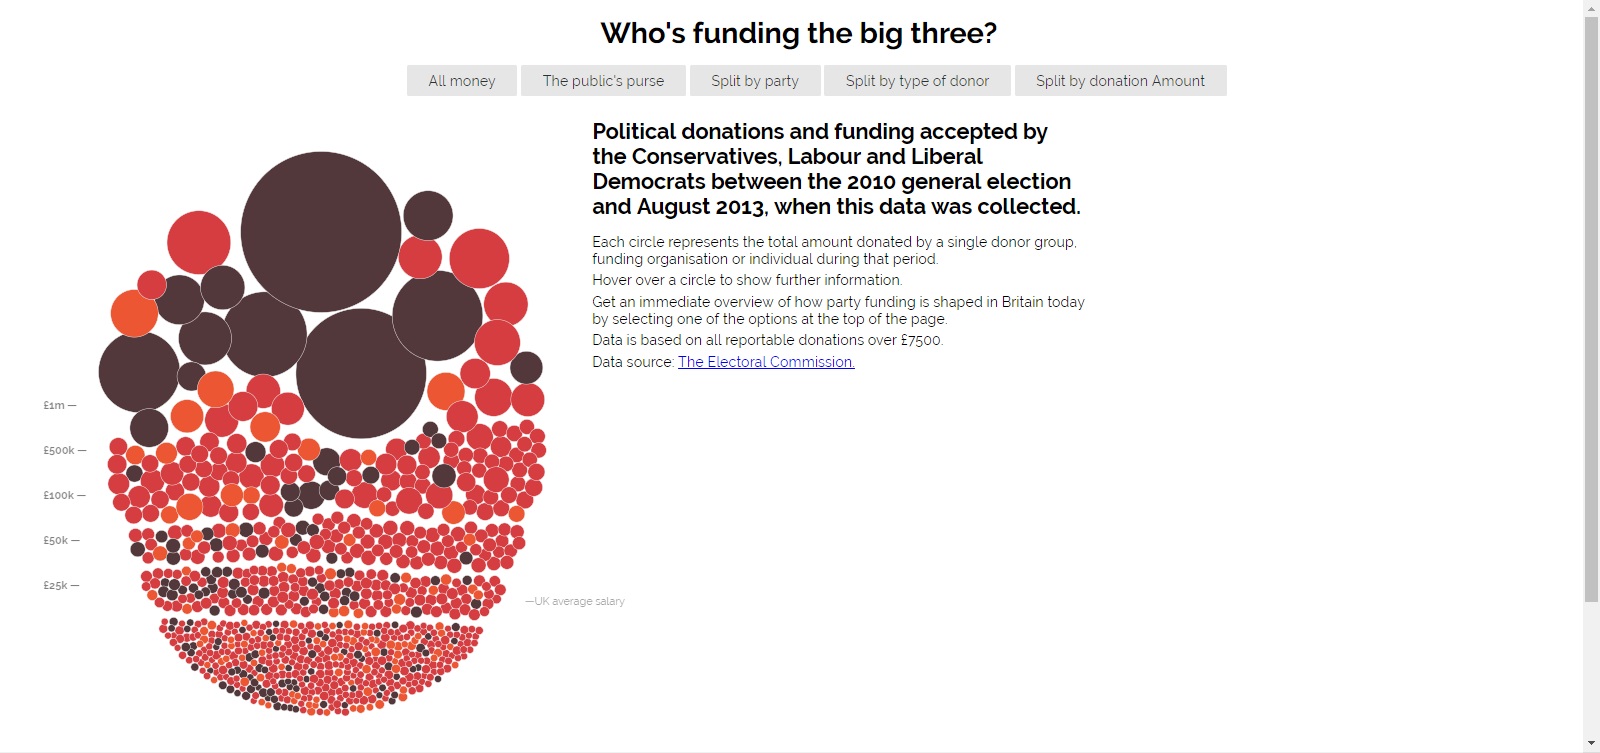 Who's funding the big three?
All money
The public's purse
Split by party
Split by type of donor
Split by donation Amount
Political donations and funding accepted by
the Conservatives, Labour and Liberal
Democrats between the 2010 general election
and August 2013, when this data was collected.
Each circle represents the total amount donated by a single donor group,
funding organisation or individual during that period.
Hover over a circle to show further information.
Get an immediate overview of how party funding is shaped in Britain today
by selecting one of the options at the top of the page.
Data is based on all reportable donations over £7500.
Data source: The Electoral Commission.
£1m —
£500k —
£100k —
£50k —
£25k —
—UK average salary